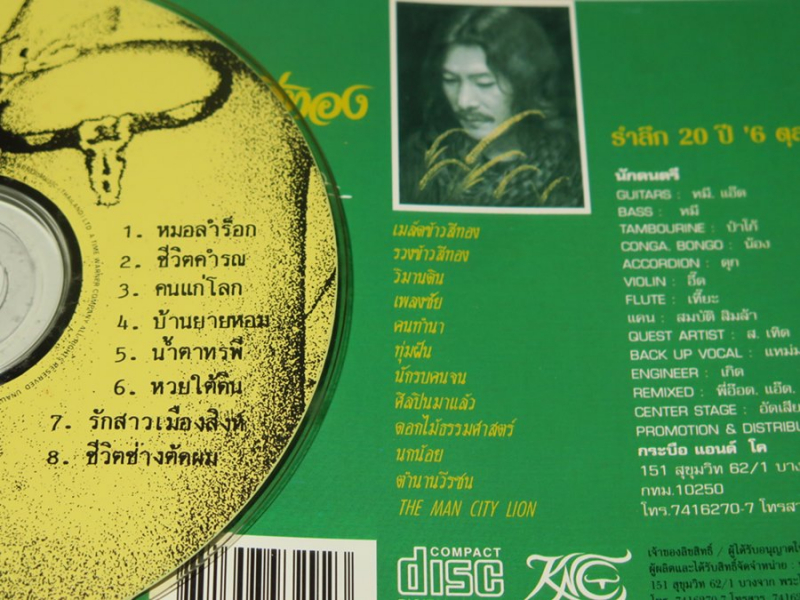 1. หมอลำร็อก
2. ชีวิตคำรณ
3. คนแก่โลก
4. บ้านยายหอม
5. น้ำตาทรพี
6. หวยใต้ดิน
7. รักสาวเมืองสิงห์
8. ชีวิตช่างตัดผม
เมล็ดข้าวสีทอง
รวงข้าวสีทอง
วิมานดิน
เพลงชัย
คนทำนา
ทุ่มฝัน
นักรบคนจน
ศิลปินมาแล้ว
ดอกไม้ธรรมศาสตร์
นกน้อย
ตำนานวีรชน
THE MAN CITY LION
รำลึก 20 ปี '6 ตุล
นักดนตรี
GUITARS : หมี. แอ๊ด
BASS : หมี
TAMBOURINE : ป๋าโก้
CONGA, BONGO : น้อง
ACCORDION : ดุก
VIOLIN : อี๊ด
FLUTE : เตี้ยะ
แคน : สมบัติ สิมล้า
QUEST ARTIST : ส. เทิด
BACK UP VOCAL : แหม่ม
ENGINEER : เกิด
REMIXED : พี่อ๊อด. แอ๊ด.
CENTER STAGE : อัดเสีย
PROMOTION & DISTRIBU
กระบือ แอนด์ โค
151 สุขุมวิท 62/1 บาง
กทม.10250
โทร.7416270-7 โทรสา
COMPACT
disc
เจ้าของลิขสิทธิ์ / ผู้ได้รับอนุญาต
ผู้ผลิตและได้รับสิทธิ์จัดจำหน่าย :
151 สุขุมวิท 62/1 บางจาก พระ
โทร. 7416270-7 โทรสาร. 74165